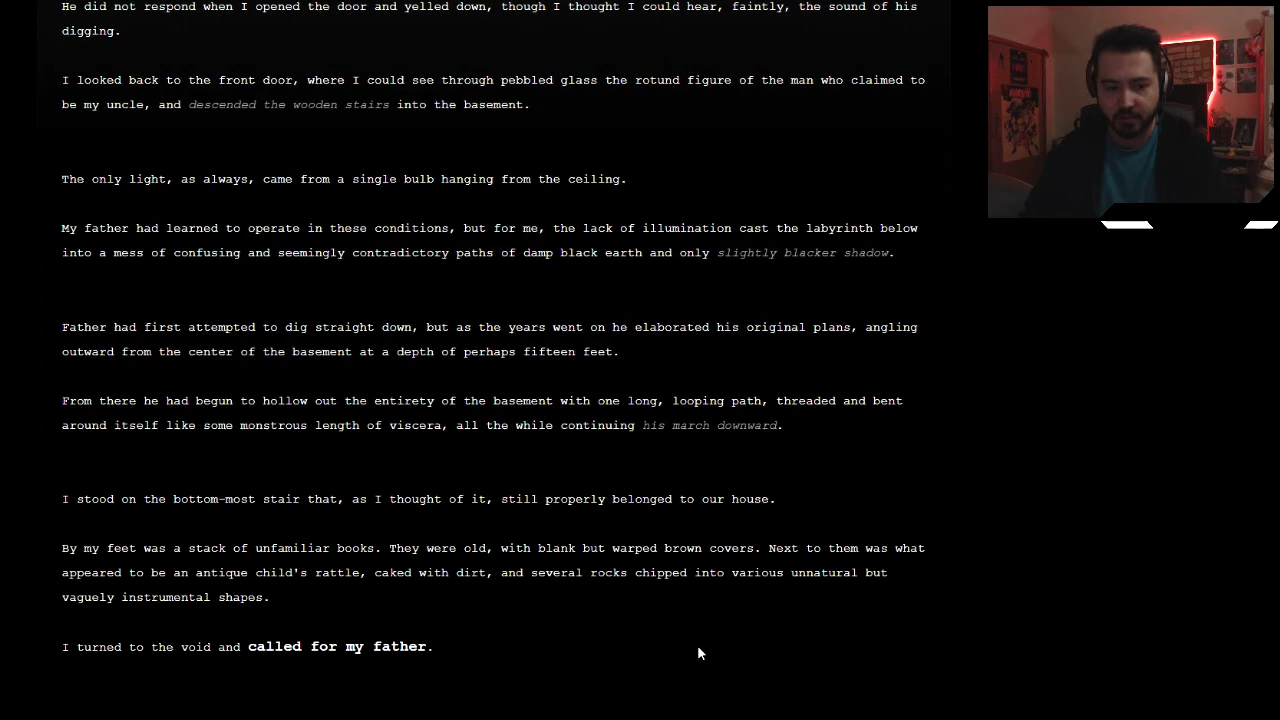 He did not respond when I opened the door and yelled down, though I thought I could hear, faintly, the sound of his
digging.
I looked back to the front door, where I could see through pebbled glass the rotund figure of the man who claimed to
be my uncle, and descended the wooden stairs into the basement.
The only light, as always, came from a single bulb hanging from the ceiling.
My father had learned to operate in these conditions, but for me, the lack of illumination cast the labyrinth below
into a mess of confusing and seemingly contradictory paths of damp black earth and only slightly blacker shadow.
Father had first attempted to dig straight down, but as the years went on he elaborated his original plans, angling
outward from the center of the basement at a depth of perhaps fifteen feet.
From there he had begun to hollow out the entirety of the basement with one long, looping path, threaded and bent
around itself like some monstrous length of viscera, all the while continuing his march downward.
I stood on the bottom-most stair that, as I thought of it, still properly belonged to our house.
By my feet was a stack of unfamiliar books. They were old, with blank but warped brown covers. Next to them was what
appeared to be an antique child's rattle, caked with dirt, and several rocks chipped into various unnatural but
vaguely instrumental shapes.
I turned to the void and called for my father.